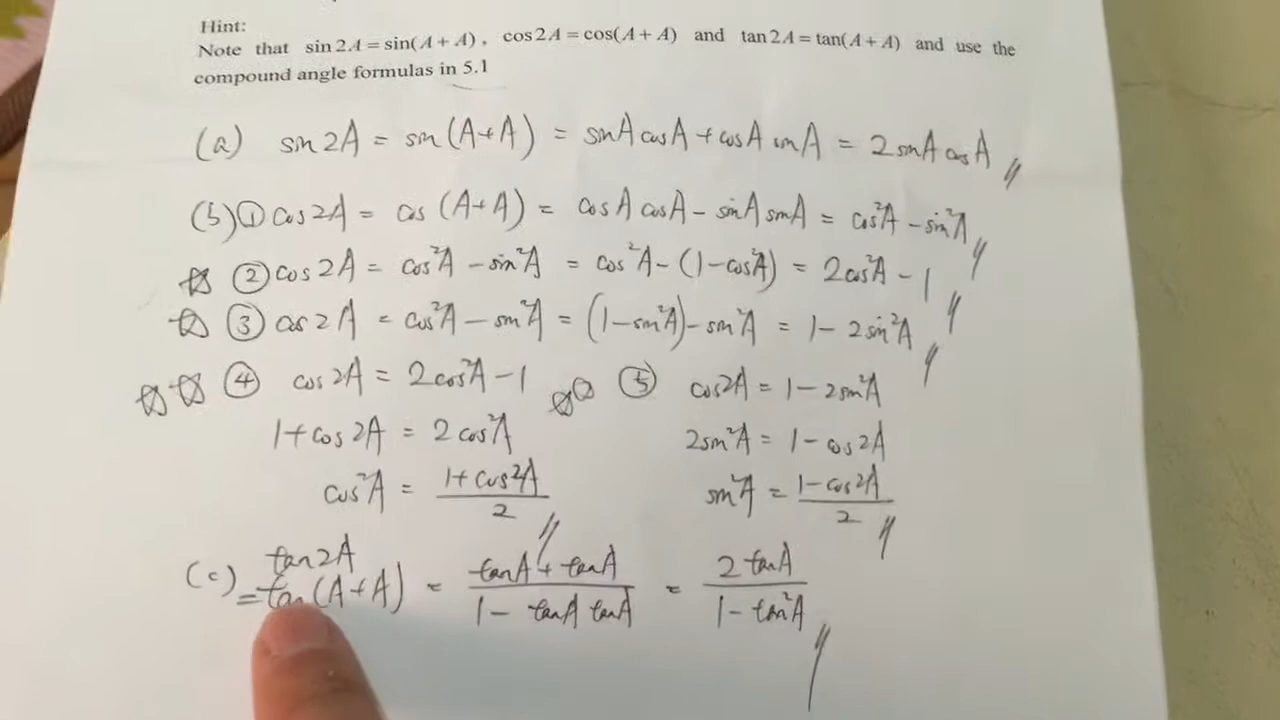 Hint:
Note that sin 2A = sin(A + A), cos 2A = cos(A + A) and tan 2A = tan(A + A) and use the
compound angle formulas in 5.1
(a) sin 2A = sin (A+A) = sinA cosA + cosA sinA = 2 sinA cosA
(b) ① cos 2A = cos (A+A) = cosA cosA - sinA sinA = cos²A - sin²A
② cos 2A = cos²A - sin²A = cos²A - (1-cos²A) = 2cos²A - 1
③ cos 2A = cos²A - sin²A = (1-sin²A) - sin²A = 1 - 2sin²A
④ cos 2A = 2cos²A - 1 ⑤ cos2A = 1 - 2sin²A
1 + cos 2A = 2 cos²A 2sin²A = 1 - cos 2A
cos²A = (1 + cos2A)/2 sin²A = (1 - cos2A)/2
(c) tan 2A
= tan (A+A) = (tanA + tanA)/(1 - tanA tanA) = (2 tanA)/(1 - tan²A)